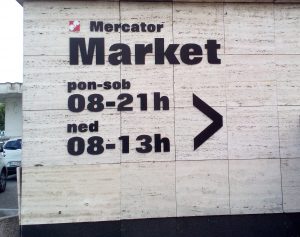 Mercator
Market
pon-sob
08-21h
ned
08-13h